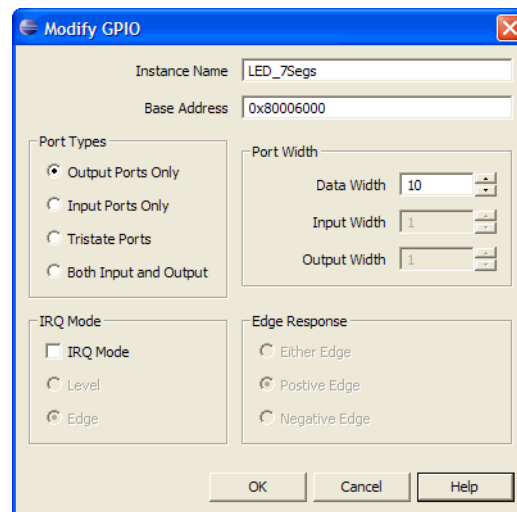 Modify GPIO
Instance Name LED_7Segs
Base Address 0x80006000
Port Types
Output Ports Only
Input Ports Only
Tristate Ports
Both Input and Output
Port Width
Data Width 10
Input Width 1
Output Width 1
IRQ Mode
IRQ Mode
Level
Edge
Edge Response
Either Edge
Postive Edge
Negative Edge
OK Cancel Help